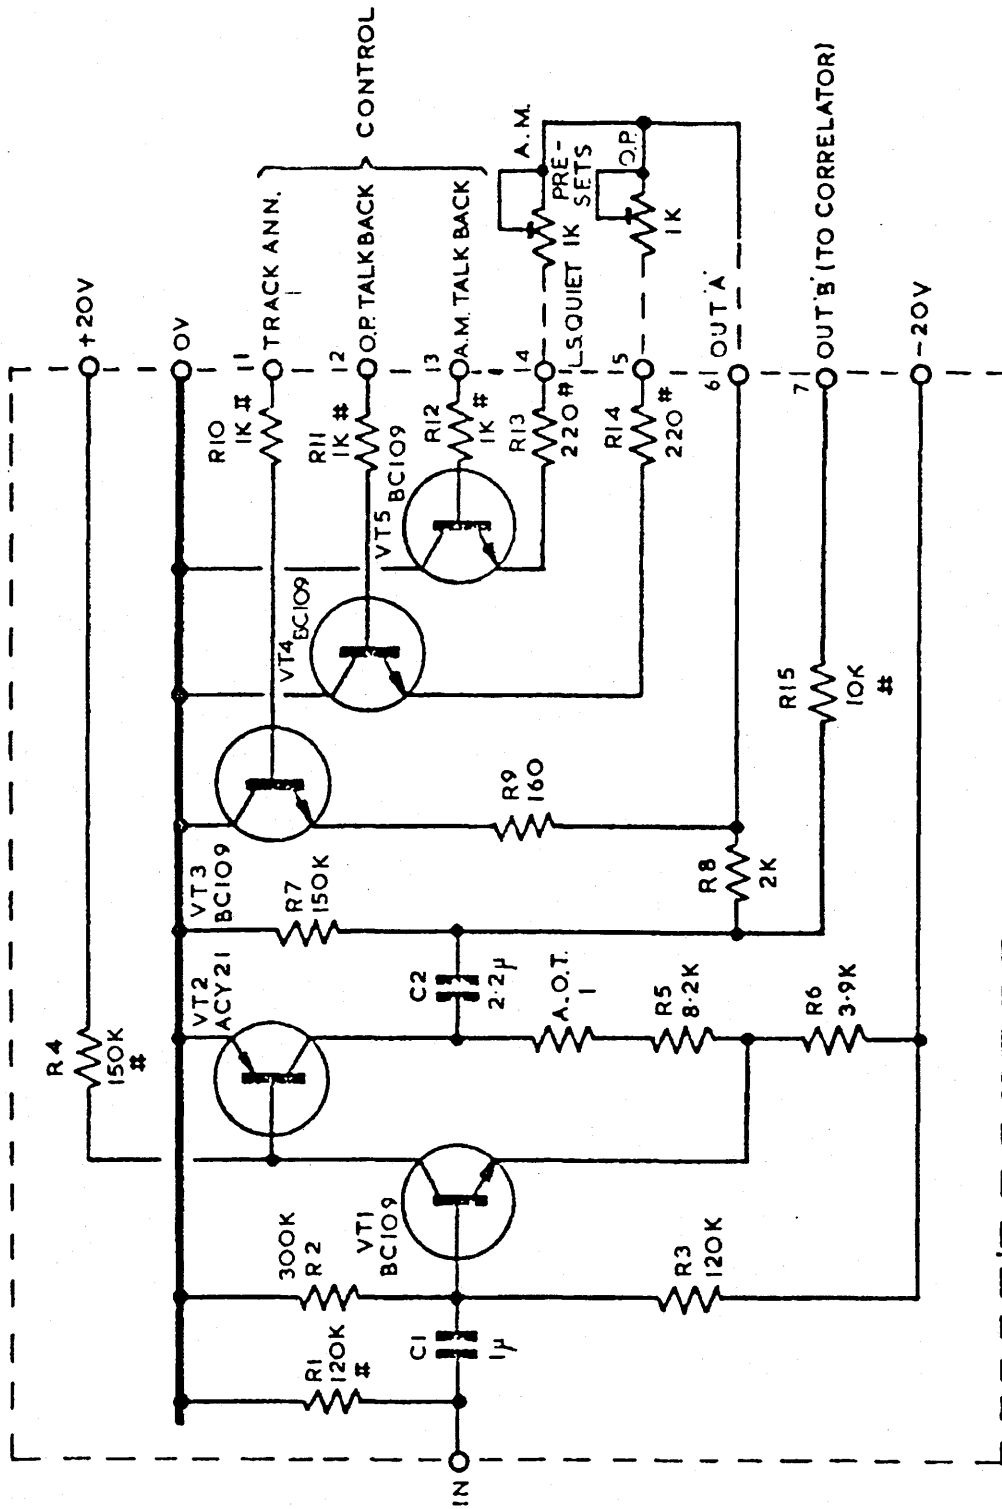 +20V
0V
11 TRACK ANN.
12 O.P. TALKBACK
13 A.M. TALK BACK
CONTROL
14
L.S.QUIET
15
1K
PRE-
SETS
A.M.
O.P.
1K
6 OUT 'A'
7 OUT 'B' (TO CORRELATOR)
-20V
IN
R4
150K
#
R10
1K #
R11
1K #
R12
1K
#
R13
220 #
R14
220 #
VT5
BC109
VT4
BC109
VT3
BC109
VT2
ACY21
VT1
BC109
R7
150K
R9
160
R8
2K
R15
10K
#
C2
2·2µ
A.O.T.
1
R5
8·2K
R6
3·9K
300K
R2
R1
120K
#
C1
1µ
R3
120K